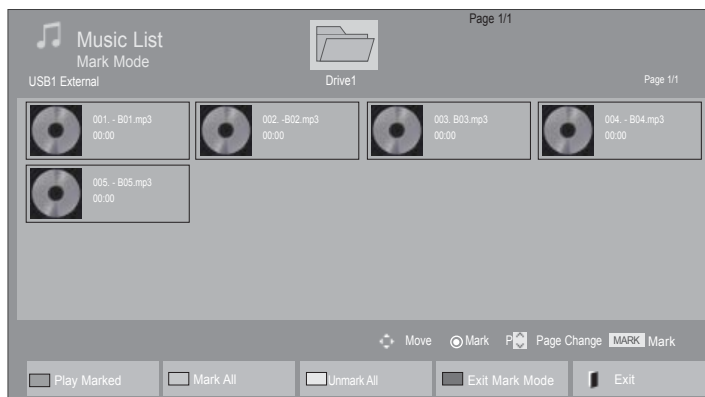 Page 1/1
Music List
Mark Mode
USB1 External
Drive1
Page 1/1
001. - B01.mp3
00:00
002. -B02.mp3
00:00
003. B03.mp3
00:00
004. - B04.mp3
00:00
005. - B05.mp3
00:00
Move Mark P Page Change MARK Mark
Play Marked Mark All Unmark All Exit Mark Mode Exit